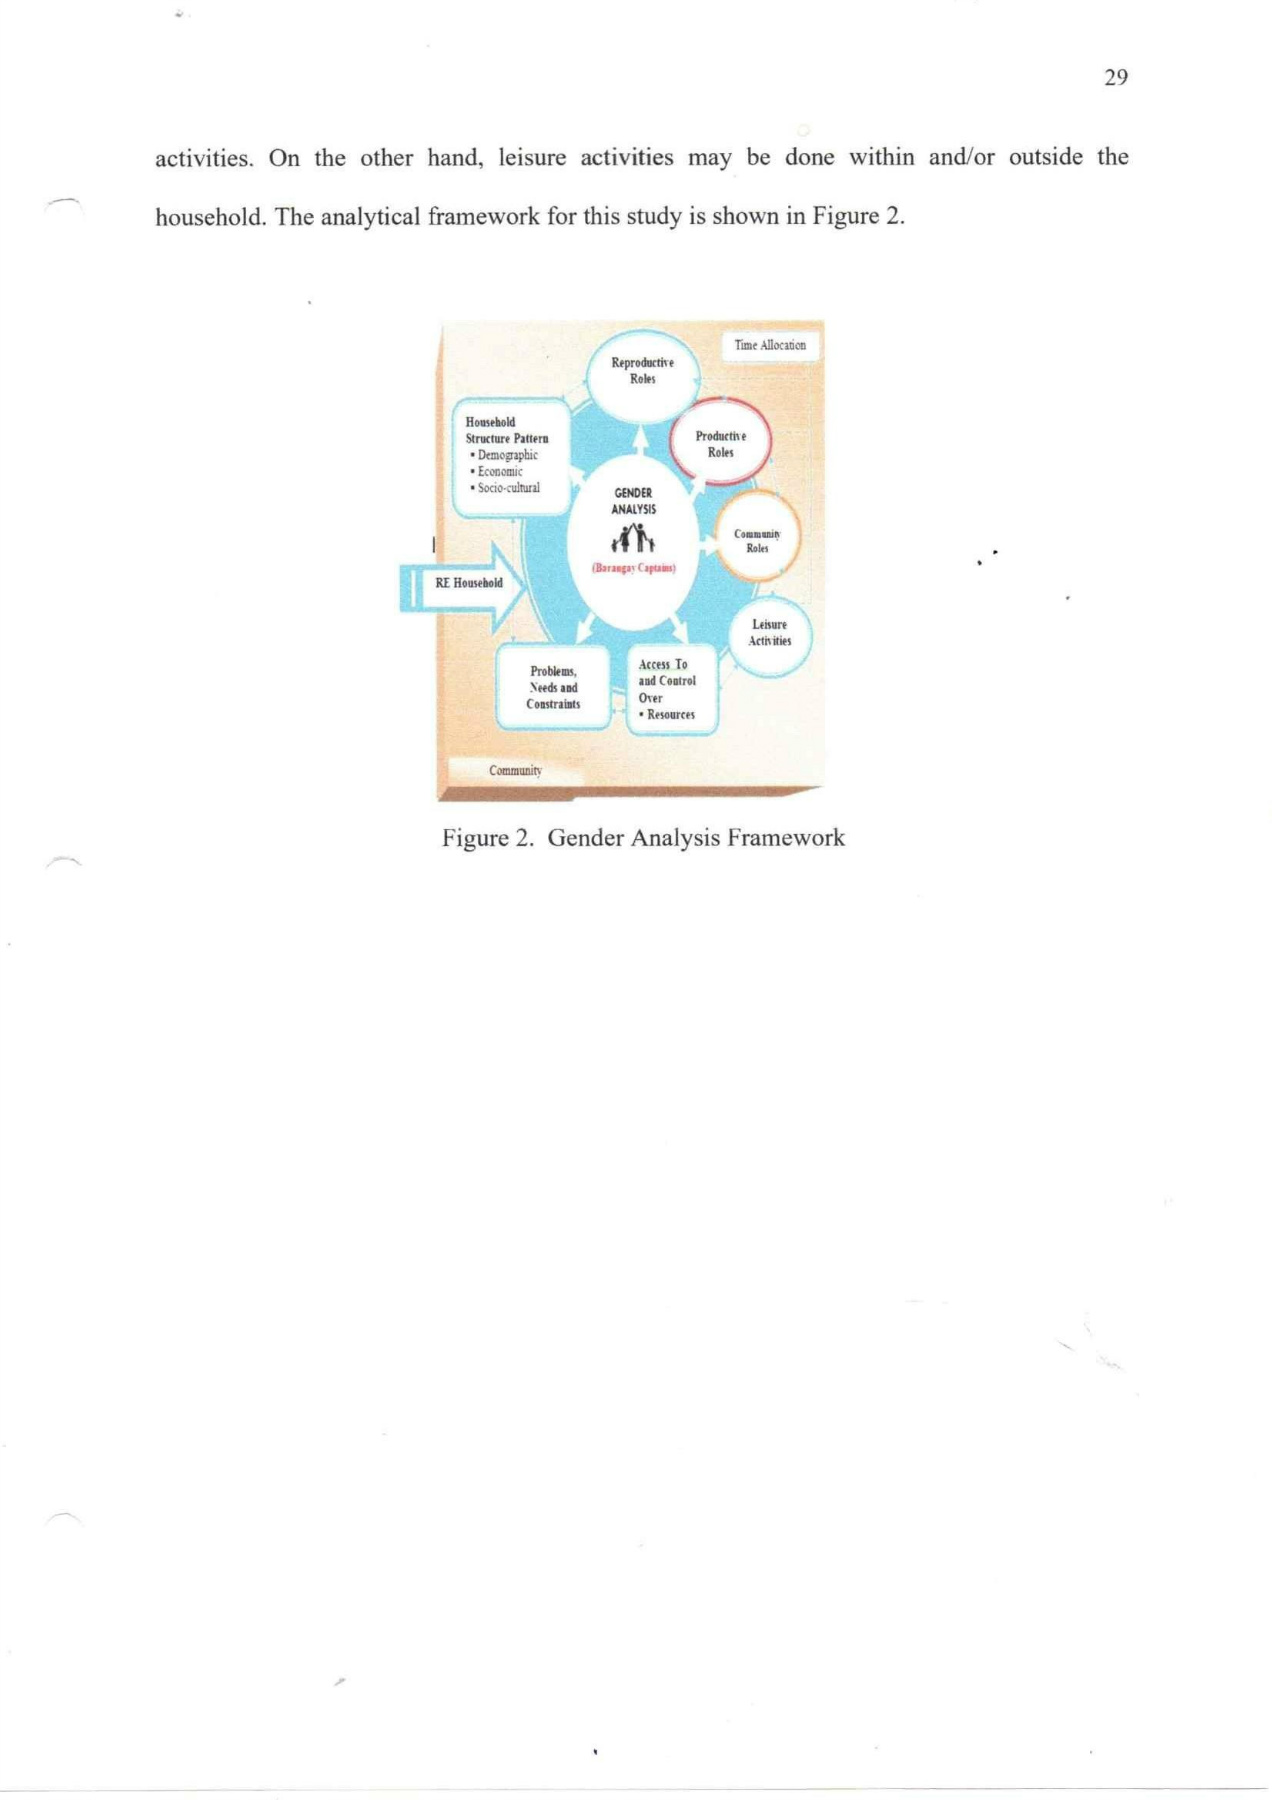 29
activities. On the other hand, leisure activities may be done within and/or outside the
household. The analytical framework for this study is shown in Figure 2.
Time Allocation
Reproductive
Roles
Household
Structure Pattern
▪ Demographic
▪ Economic
▪ Socio-cultural
Productive
Roles
GENDER
ANALYSIS
(Barangay Captains)
Community
Roles
RE Household
Leisure
Activities
Problems,
Needs and
Constraints
Access To
and Control
Over
▪ Resources
Community
Figure 2. Gender Analysis Framework